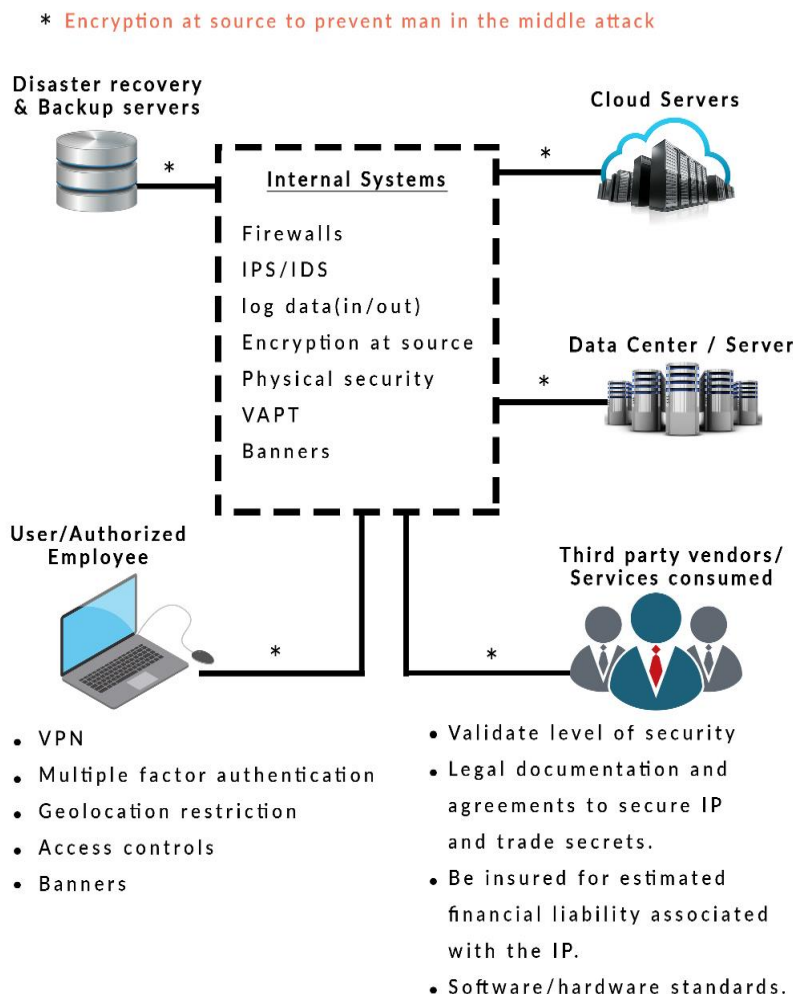 * Encryption at source to prevent man in the middle attack
Disaster recovery
& Backup servers
*
Cloud Servers
*
Internal Systems
Firewalls
IPS/IDS
log data(in/out)
Encryption at source
Physical security
VAPT
Banners
Data Center / Server
*
User/Authorized
Employee
*
• VPN
• Multiple factor authentication
• Geolocation restriction
• Access controls
• Banners
Third party vendors/
Services consumed
*
• Validate level of security
• Legal documentation and
agreements to secure IP
and trade secrets.
• Be insured for estimated
financial liability associated
with the IP.
• Software/hardware standards.